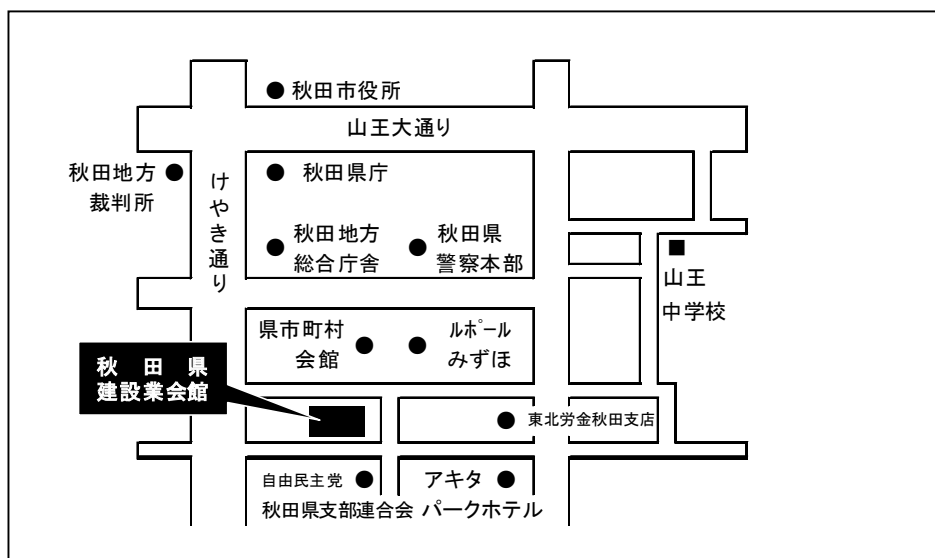 秋田市役所
山王大通り
秋田地方
裁判所
けやき通り
秋田県庁
秋田地方
総合庁舎
秋田県
警察本部
山王
中学校
県市町村
会館
ﾙﾎﾟｰﾙ
みずほ
秋田県
建設業会館
東北労金秋田支店
自由民主党
秋田県支部連合会
アキタ
パークホテル